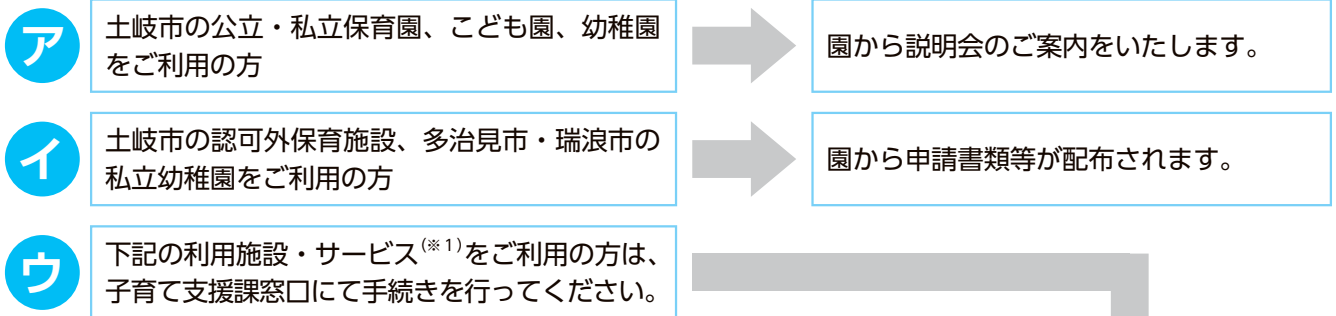 ア
土岐市の公立・私立保育園、こども園、幼稚園
をご利用の方
園から説明会のご案内をいたします。
イ
土岐市の認可外保育施設、多治見市・瑞浪市の
私立幼稚園をご利用の方
園から申請書類等が配布されます。
ウ
下記の利用施設・サービス(※1)をご利用の方は、
子育て支援課窓口にて手続きを行ってください。